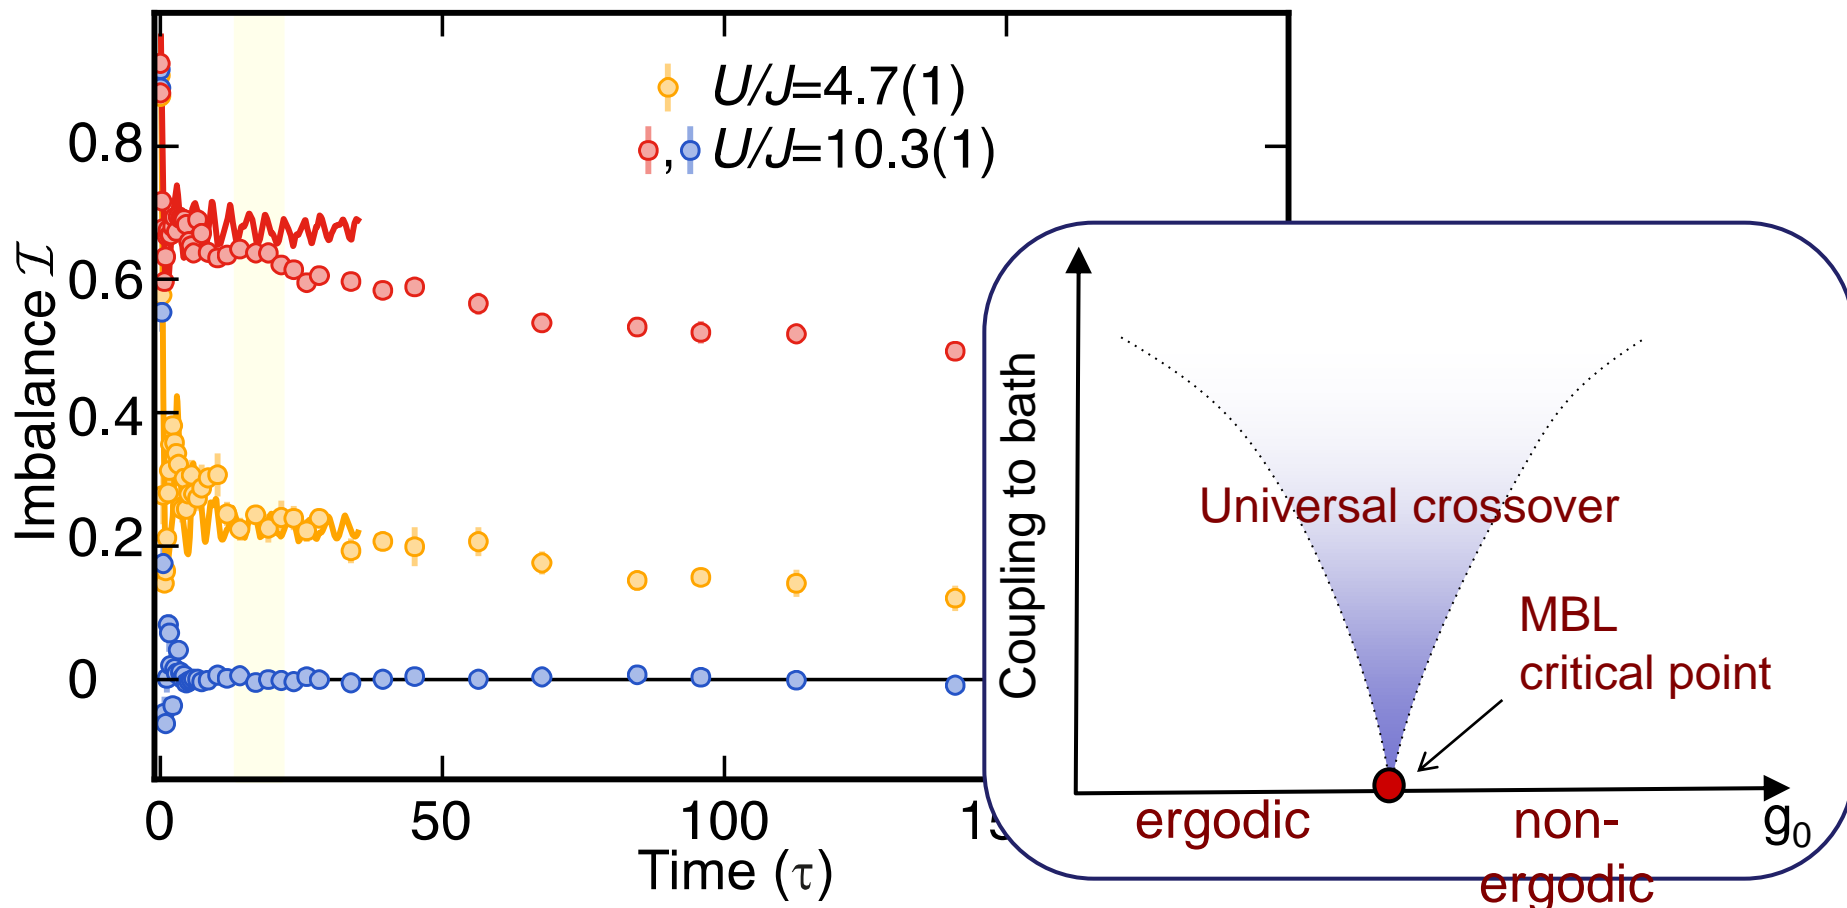 U/J=4.7(1)
, U/J=10.3(1)
Imbalance ℐ
0.8
0.6
0.4
0.2
0
0
50
100
Time (τ)
Coupling to bath
Universal crossover
MBL
critical point
ergodic
non-
ergodic
g₀